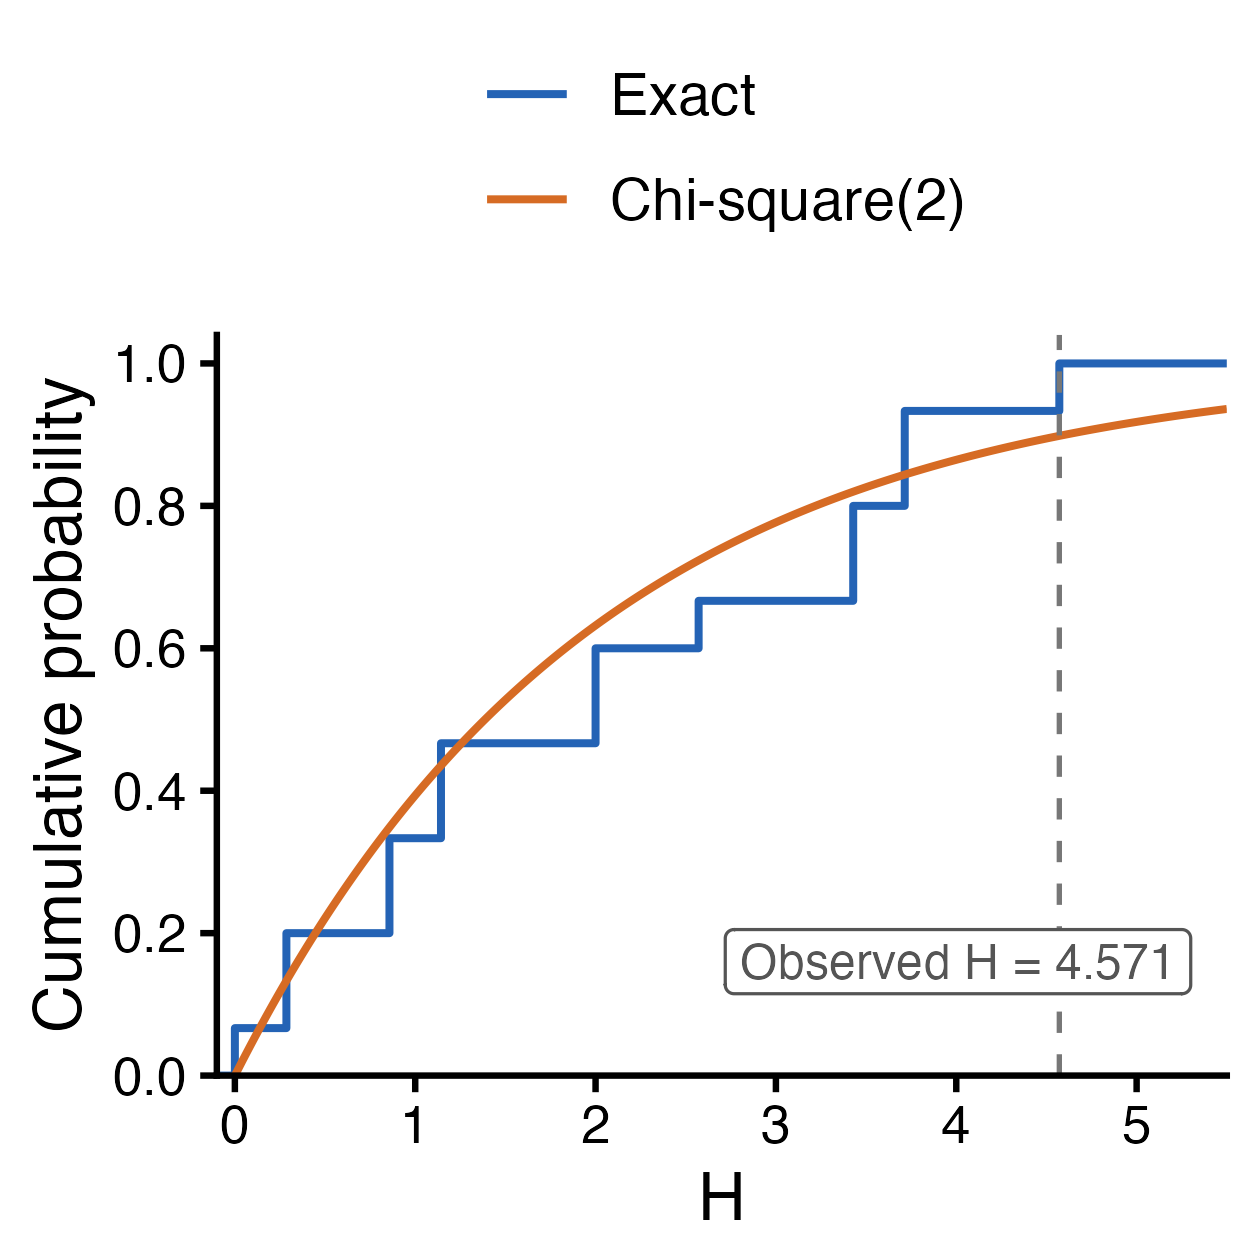 Exact
Chi-square(2)
Cumulative probability
1.0
0.8
0.6
0.4
0.2
0.0
Observed H = 4.571
0 1 2 3 4 5
H